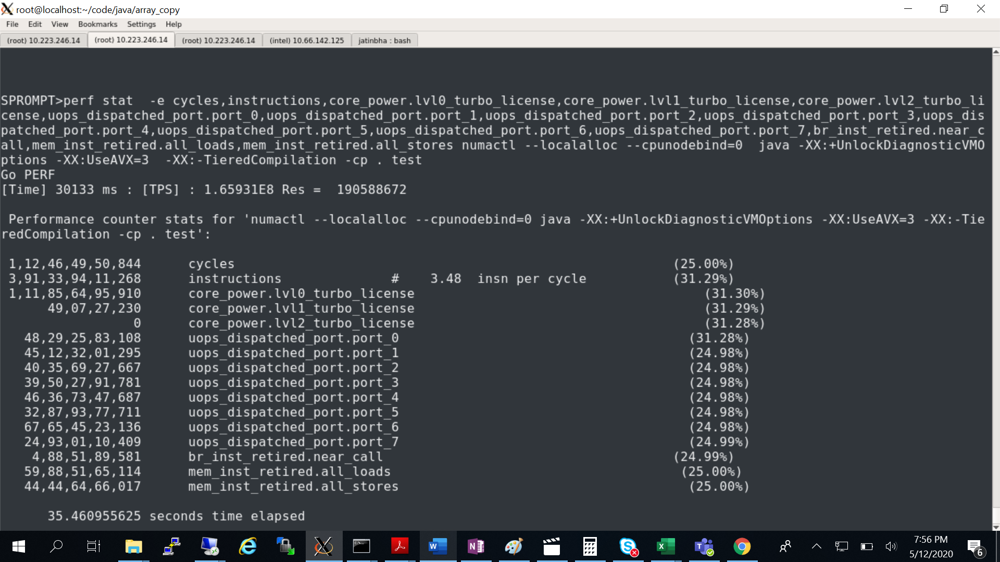 root@localhost:~/code/java/array_copy
File Edit View Bookmarks Settings Help
(root) 10.223.246.14 (root) 10.223.246.14 (root) 10.223.246.14 (intel) 10.66.142.125 jatinbha : bash
SPROMPT>perf stat  -e cycles,instructions,core_power.lvl0_turbo_license,core_power.lvl1_turbo_license,core_power.lvl2_turbo_li
cense,uops_dispatched_port.port_0,uops_dispatched_port.port_1,uops_dispatched_port.port_2,uops_dispatched_port.port_3,uops_dis
patched_port.port_4,uops_dispatched_port.port_5,uops_dispatched_port.port_6,uops_dispatched_port.port_7,br_inst_retired.near_c
all,mem_inst_retired.all_loads,mem_inst_retired.all_stores numactl --localalloc --cpunodebind=0  java -XX:+UnlockDiagnosticVMO
ptions -XX:UseAVX=3  -XX:-TieredCompilation -cp . test
Go PERF
[Time] 30133 ms : [TPS] : 1.65931E8 Res =  190588672
Performance counter stats for 'numactl --localalloc --cpunodebind=0 java -XX:+UnlockDiagnosticVMOptions -XX:UseAVX=3 -XX:-Tie
redCompilation -cp . test':
1,12,46,49,50,844 cycles (25.00%)
3,91,33,94,11,268 instructions # 3.48 insn per cycle (31.29%)
1,11,85,64,95,910 core_power.lvl0_turbo_license (31.30%)
49,07,27,230 core_power.lvl1_turbo_license (31.29%)
0 core_power.lvl2_turbo_license (31.28%)
48,29,25,83,108 uops_dispatched_port.port_0 (31.28%)
45,12,32,01,295 uops_dispatched_port.port_1 (24.98%)
40,35,69,27,667 uops_dispatched_port.port_2 (24.98%)
39,50,27,91,781 uops_dispatched_port.port_3 (24.98%)
46,36,73,47,687 uops_dispatched_port.port_4 (24.98%)
32,87,93,77,711 uops_dispatched_port.port_5 (24.98%)
67,65,45,23,136 uops_dispatched_port.port_6 (24.98%)
24,93,01,10,409 uops_dispatched_port.port_7 (24.99%)
4,88,51,89,581 br_inst_retired.near_call (24.99%)
59,88,51,65,114 mem_inst_retired.all_loads (25.00%)
44,44,64,66,017 mem_inst_retired.all_stores (25.00%)
35.460955625 seconds time elapsed
7:56 PM
5/12/2020
6